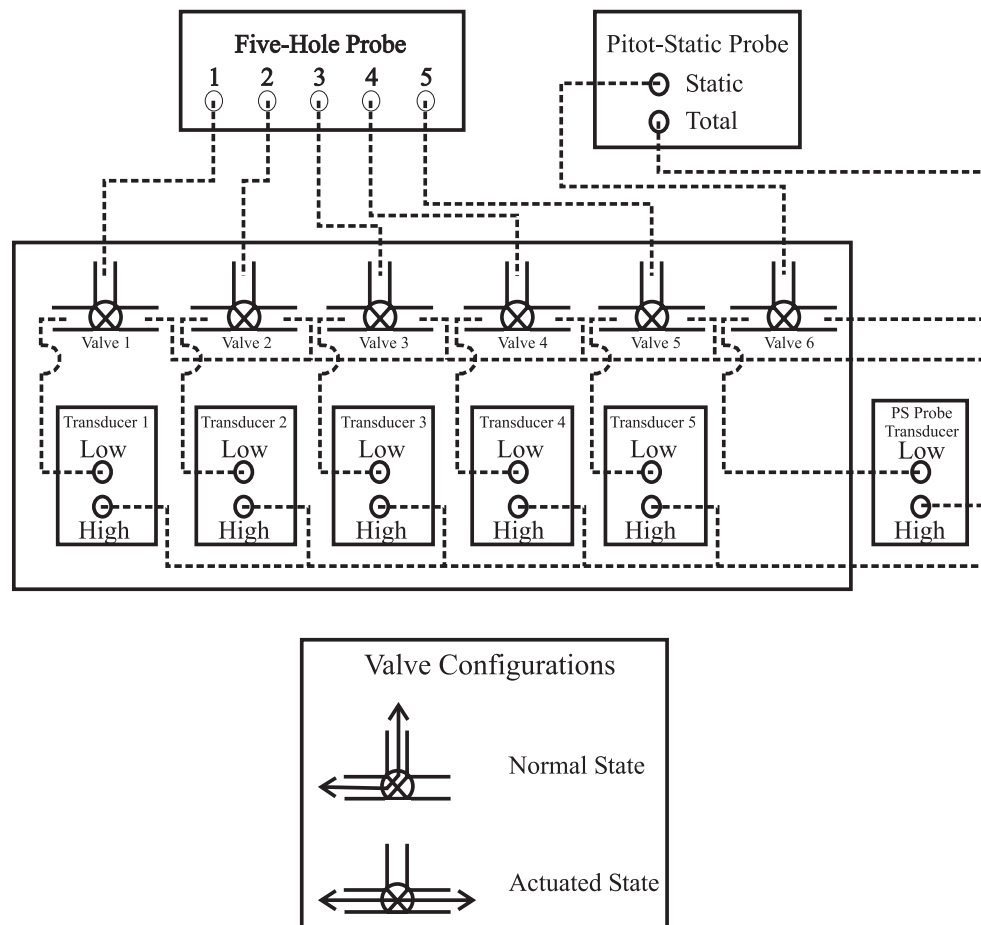 Five-Hole Probe
1 2 3 4 5
Pitot-Static Probe
Static
Total
Valve 1 Valve 2 Valve 3 Valve 4 Valve 5 Valve 6
Transducer 1 Transducer 2 Transducer 3 Transducer 4 Transducer 5
PS Probe
Transducer
Low Low Low Low Low Low
High High High High High High
Valve Configurations
Normal State
Actuated State